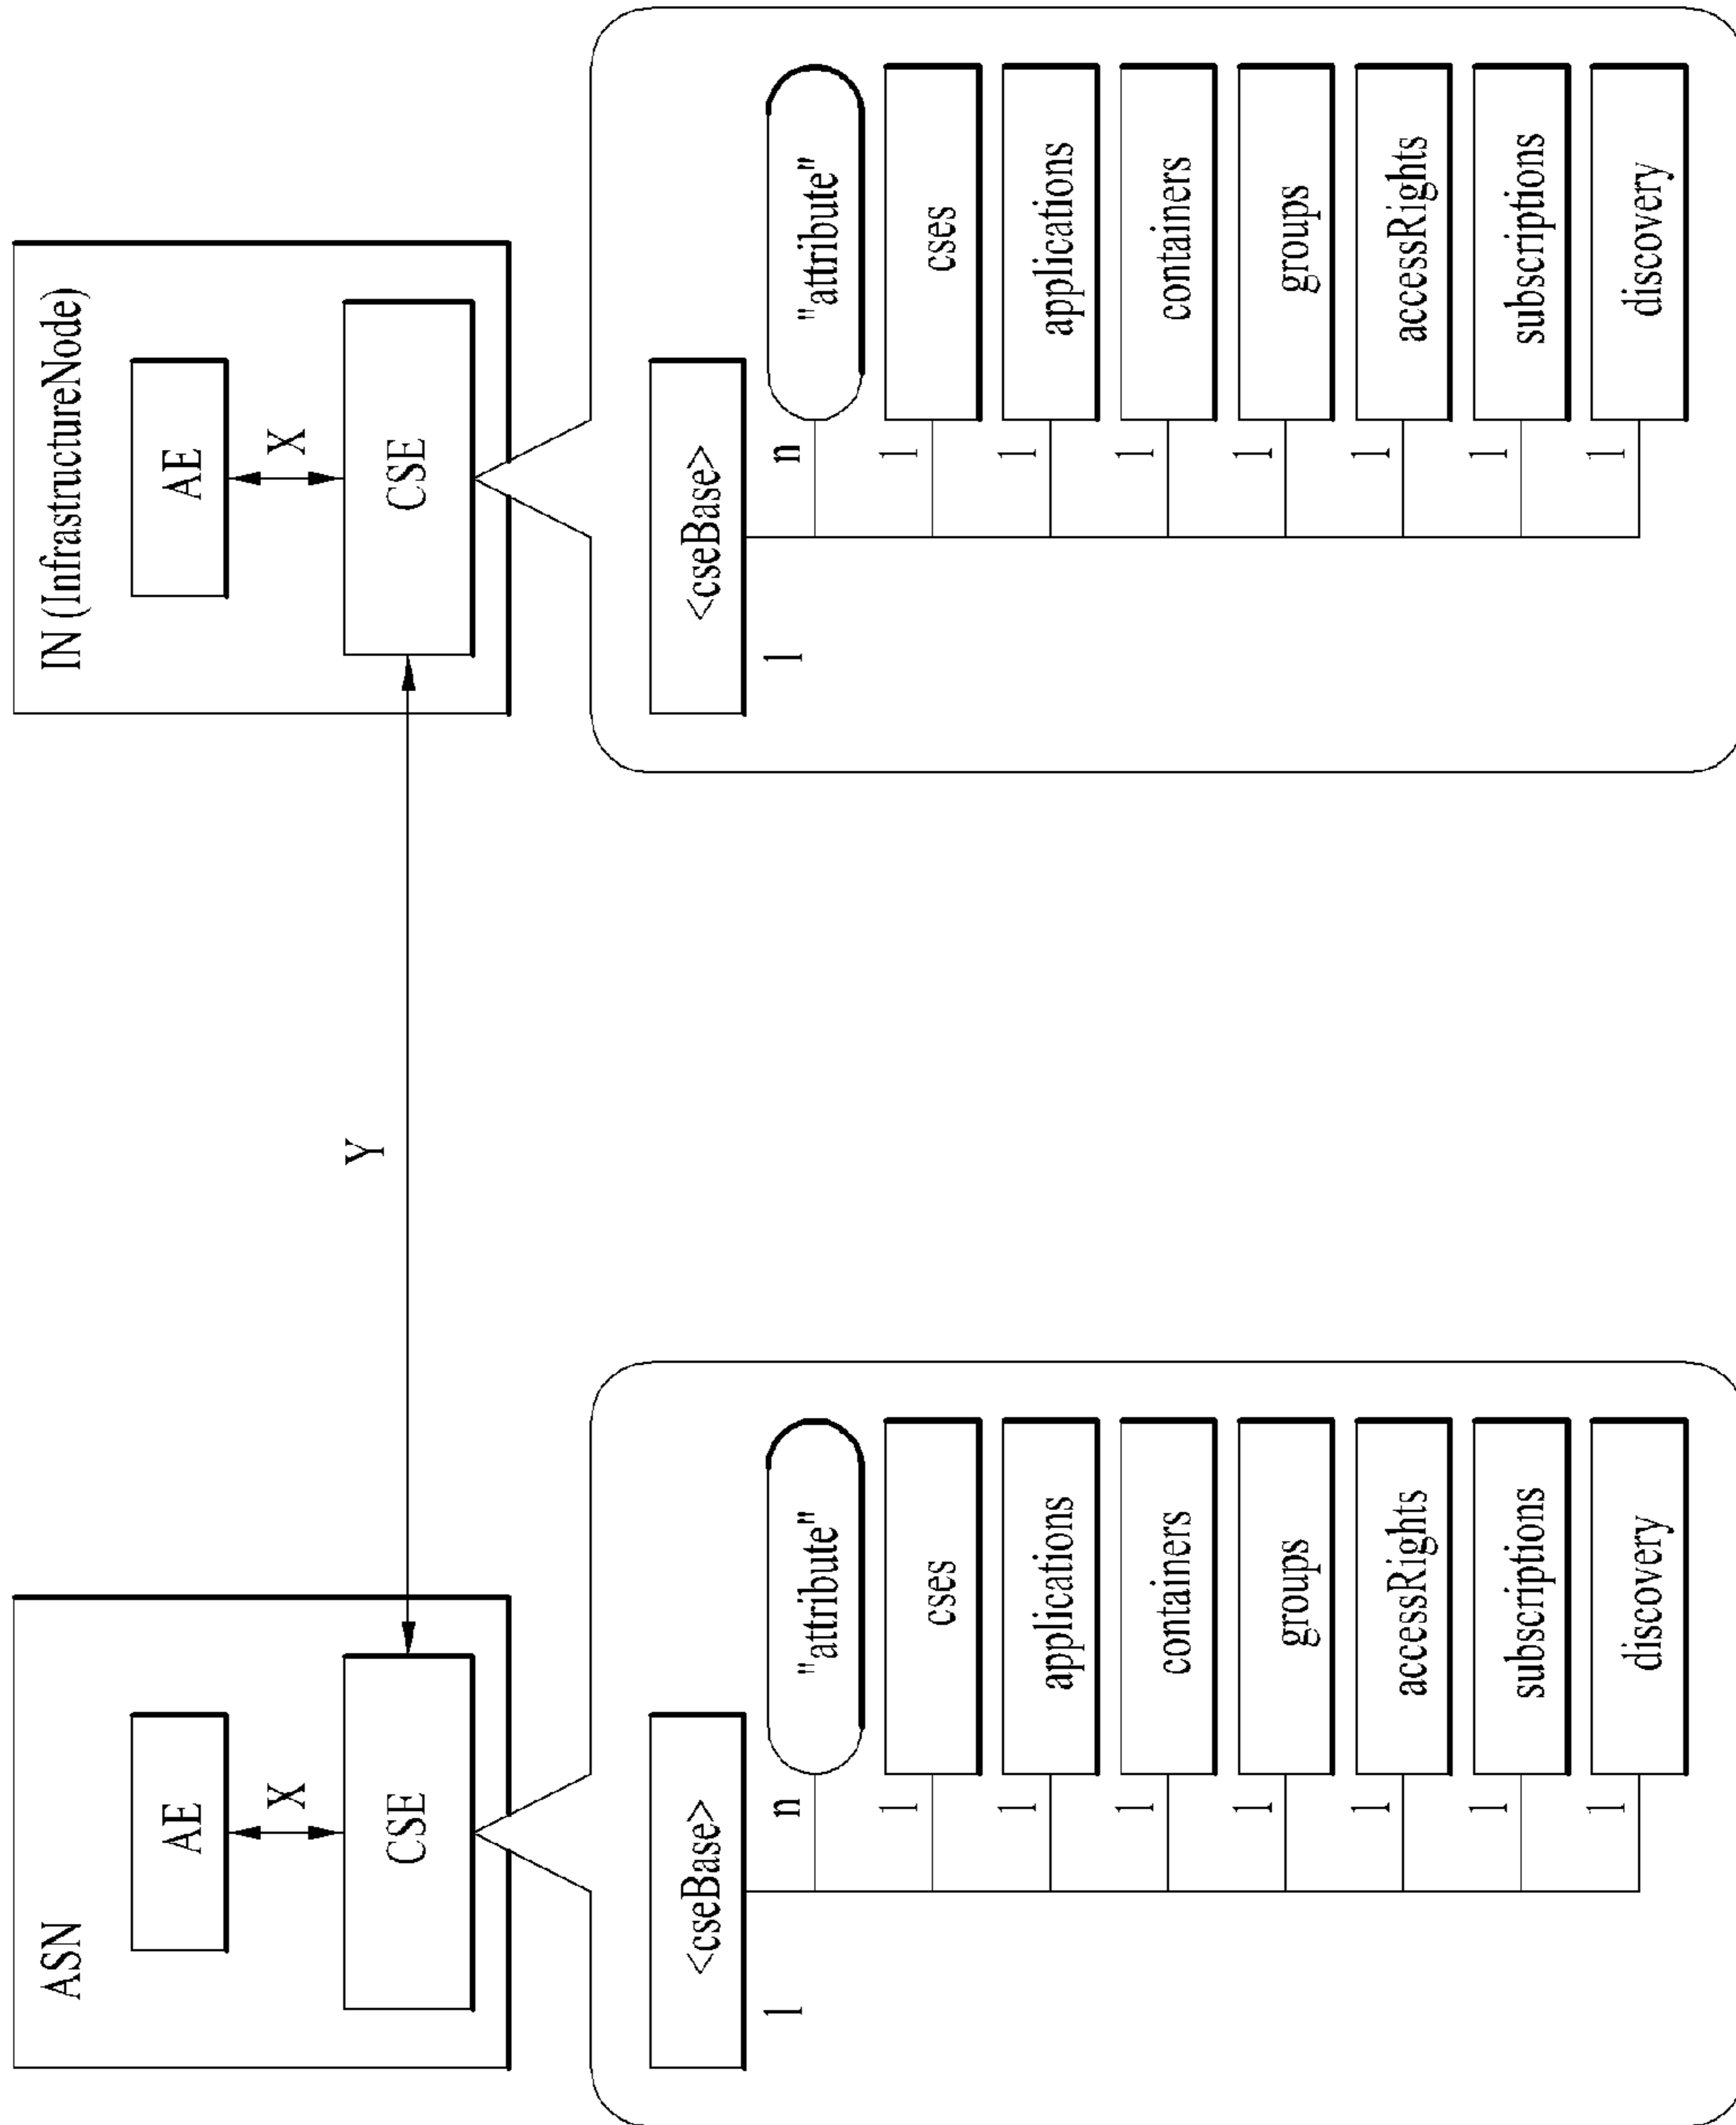 ASN
AE
X
CSE
Y
IN (InfrastructureNode)
AE
X
CSE
<cseBase>
1
n
"attribute"
1
cses
1
applications
1
containers
1
groups
1
accessRights
1
subscriptions
1
discovery
<cseBase>
1
n
"attribute"
1
cses
1
applications
1
containers
1
groups
1
accessRights
1
subscriptions
1
discovery